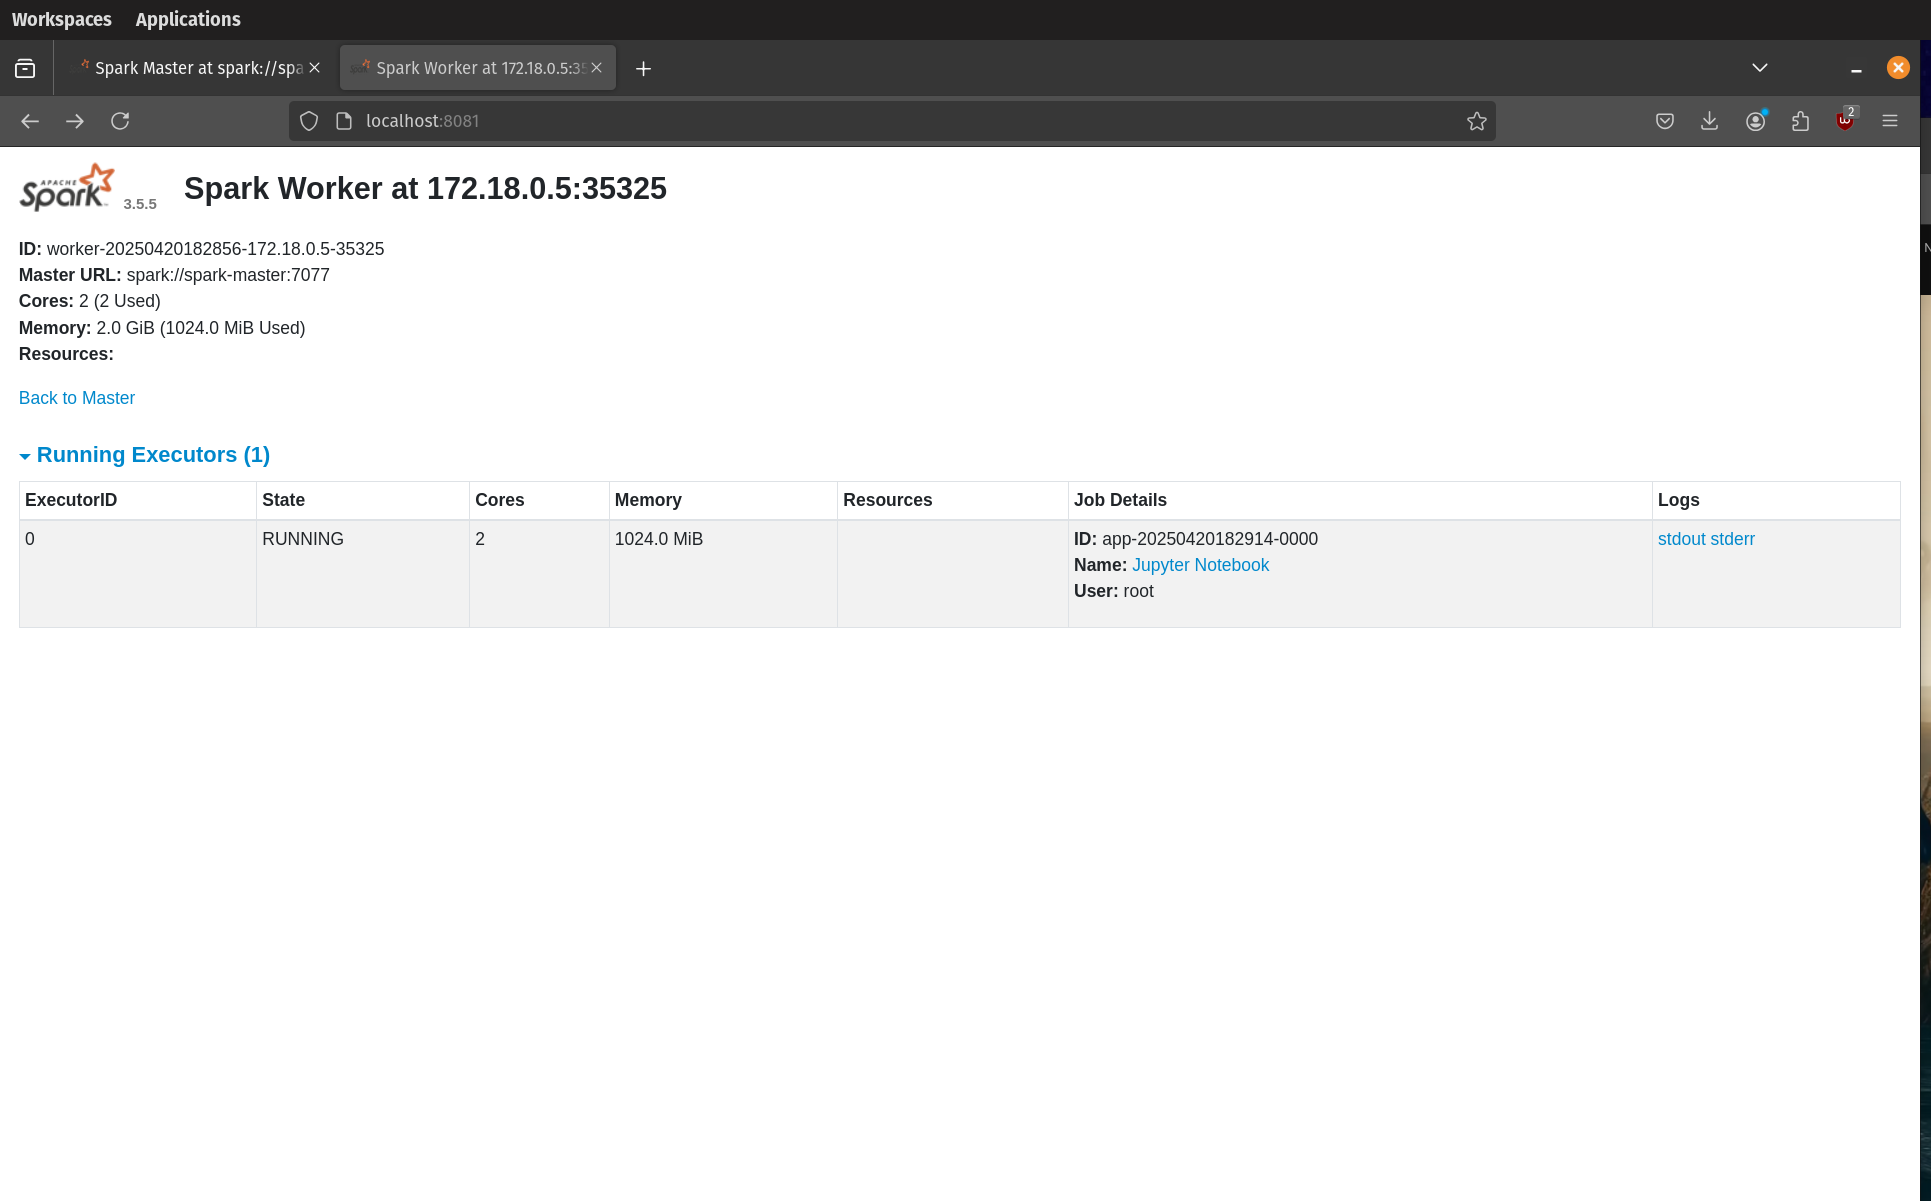 Workspaces Applications
Spark Master at spark://spa
Spark Worker at 172.18.0.5:35
localhost:8081
2
APACHE
Spark 3.5.5
Spark Worker at 172.18.0.5:35325
ID: worker-20250420182856-172.18.0.5-35325
Master URL: spark://spark-master:7077
Cores: 2 (2 Used)
Memory: 2.0 GiB (1024.0 MiB Used)
Resources:
Back to Master
Running Executors (1)
ExecutorID State Cores Memory Resources Job Details Logs
0 RUNNING 2 1024.0 MiB ID: app-20250420182914-0000 stdout stderr
Name: Jupyter Notebook
User: root